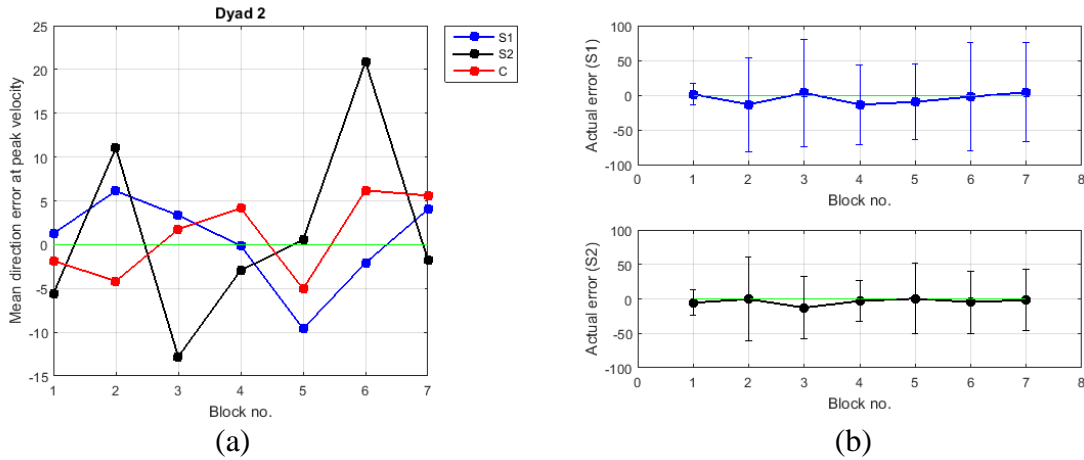 Dyad 2
Mean direction error at peak velocity
25
20
15
10
5
0
-5
-10
-15
1 2 3 4 5 6 7
Block no.
S1
S2
C
(a)
Actual error (S1)
100
50
0
-50
-100
0 1 2 3 4 5 6 7 8
Block no.
Actual error (S2)
100
50
0
-50
-100
0 1 2 3 4 5 6 7 8
Block no.
(b)